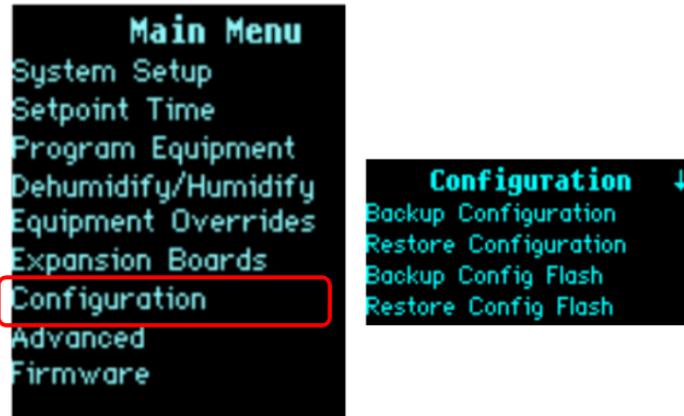 Main Menu
System Setup
Setpoint Time
Program Equipment
Dehumidify/Humidify
Equipment Overrides
Expansion Boards
Configuration
Advanced
Firmware
Configuration ↓
Backup Configuration
Restore Configuration
Backup Config Flash
Restore Config Flash